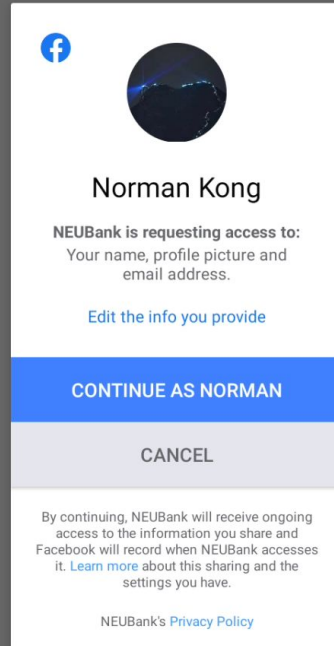 Norman Kong
NEUBank is requesting access to:
Your name, profile picture and
email address.
Edit the info you provide
CONTINUE AS NORMAN
CANCEL
By continuing, NEUBank will receive ongoing
access to the information you share and
Facebook will record when NEUBank accesses
it. Learn more about this sharing and the
settings you have.
NEUBank's Privacy Policy